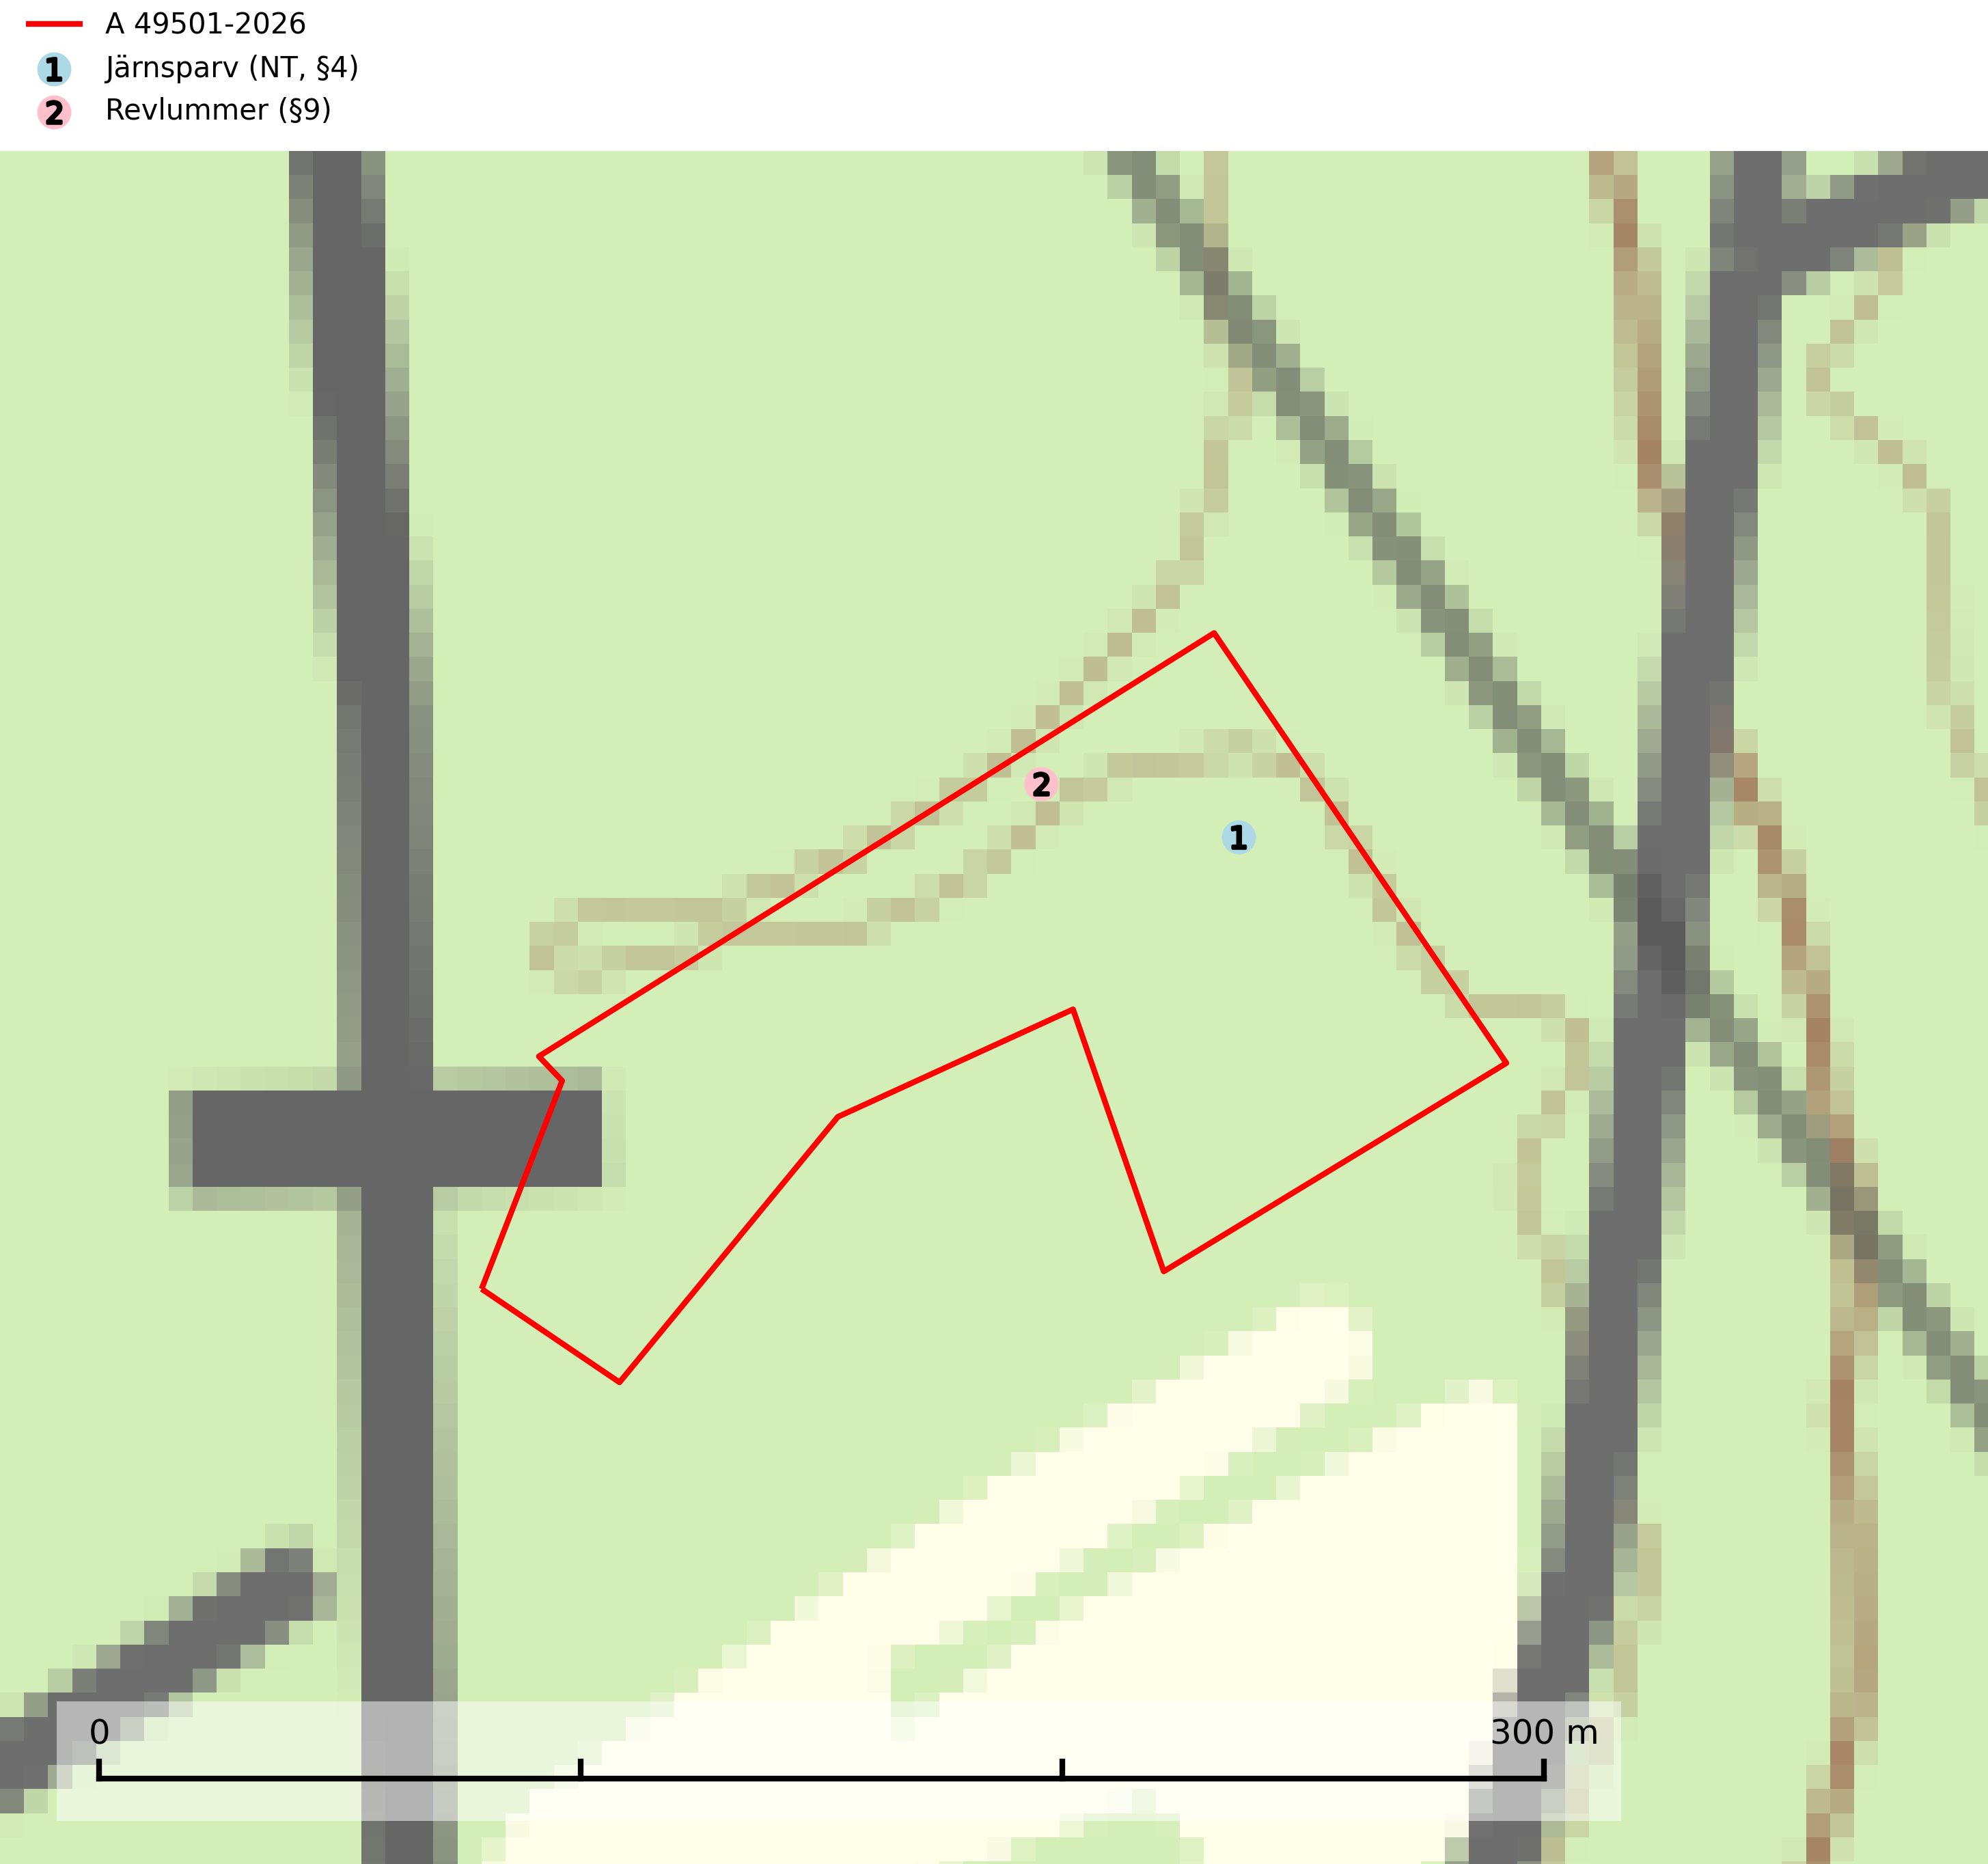 A 49501-2026
1 Järnsparv (NT, §4)
2 Revlummer (§9)
2
1
0 300 m